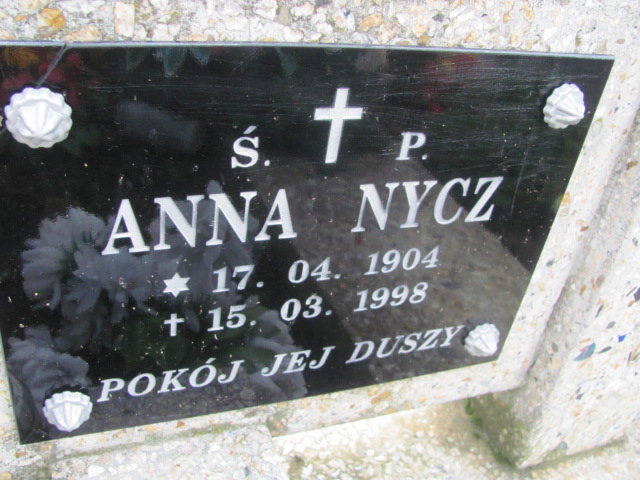 Ś. P.
ANNA NYCZ
* 17. 04. 1904
† 15. 03. 1998
POKÓJ JEJ DUSZY